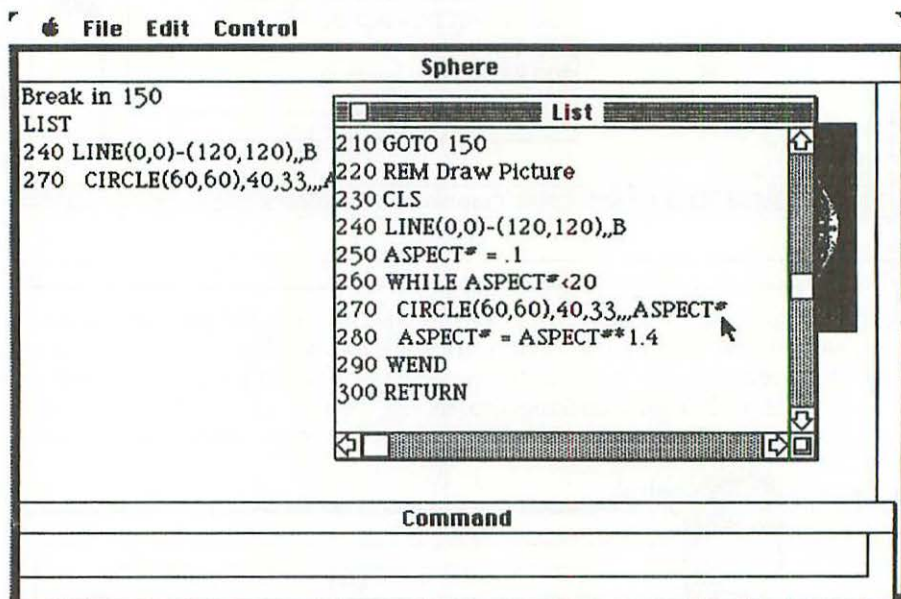 File Edit Control
Sphere
Break in 150
LIST
240 LINE(0,0)-(120,120),,B
270 CIRCLE(60,60),40,33,,,A
List
210 GOTO 150
220 REM Draw Picture
230 CLS
240 LINE(0,0)-(120,120),,B
250 ASPECT# = .1
260 WHILE ASPECT#<20
270 CIRCLE(60,60),40,33,,,ASPECT#
280 ASPECT# = ASPECT#*1.4
290 WEND
300 RETURN
Command